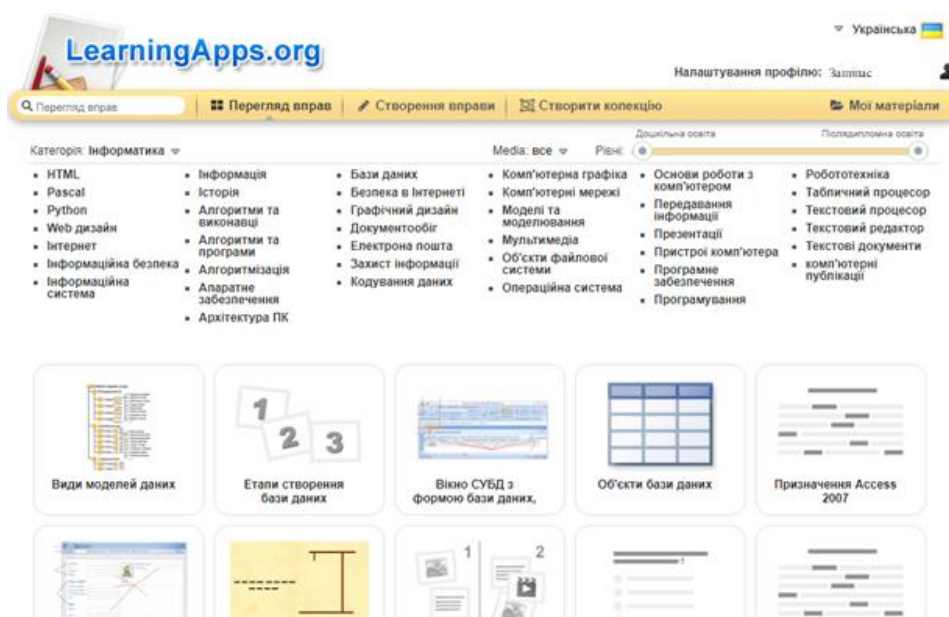 LearningApps.org
Українська
Налаштування профілю:
Перегляд вправ
Перегляд вправ
Створення вправи
Створити колекцію
Мої матеріали
Категорія: Інформатика
Media: все
Рівні:
Дошкільна освіта
Післядипломна освіта
HTML
Pascal
Python
Web дизайн
Інтернет
Інформаційна безпека
Інформаційна
система
Інформація
Історія
Алгоритми та
виконавці
Алгоритми та
програми
Алгоритмізація
Апаратне
забезпечення
Архітектура ПК
Бази даних
Безпека в Інтернеті
Графічний дизайн
Документообіг
Електрона пошта
Захист інформації
Кодування даних
Комп'ютерна графіка
Комп'ютерні мережі
Моделі та
моделювання
Мультимедіа
Об'єкти файлової
системи
Операційна система
Основи роботи з
комп'ютером
Передавання
інформації
Презентації
Пристрої комп'ютера
Програмне
забезпечення
Програмування
Робототехніка
Табличний процесор
Текстовий процесор
Текстовий редактор
Текстові документи
комп'ютерні
публікації
1
2
3
Види моделей даних
Етапи створення
бази даних
Вікно СУБД з
формою бази даних,
Об'єкти бази даних
Призначення Access
2007
1
2